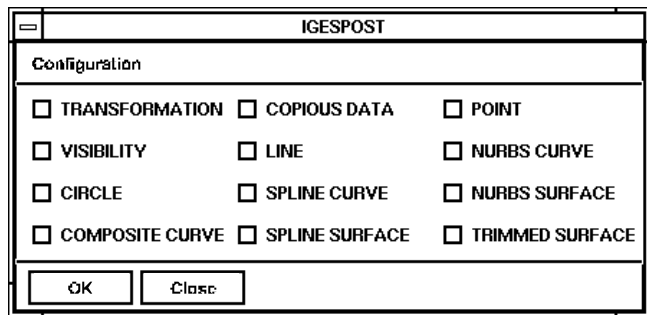 IGESPOST
Configuration
TRANSFORMATION COPIOUS DATA POINT
VISIBILITY LINE NURBS CURVE
CIRCLE SPLINE CURVE NURBS SURFACE
COMPOSITE CURVE SPLINE SURFACE TRIMMED SURFACE
OK Close